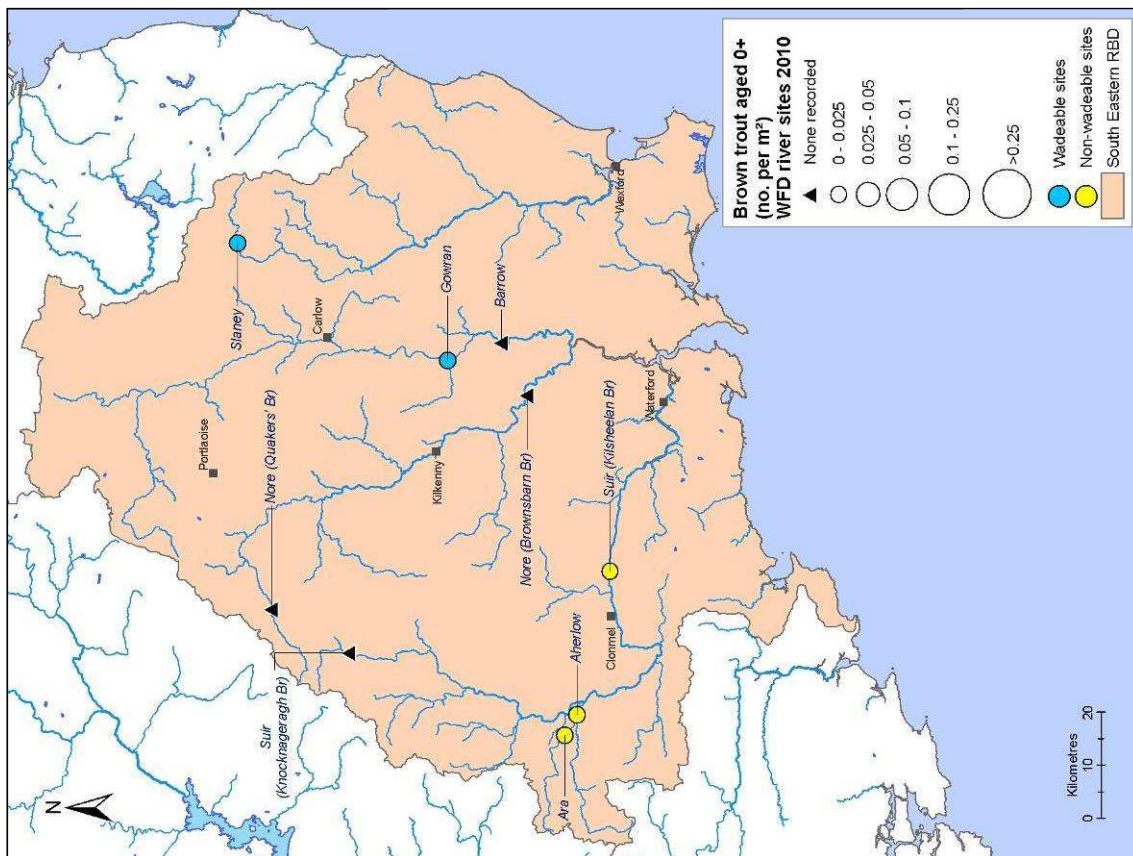 N
Slaney
Gowran
Barrow
Carlow
Portlaoise
Nore (Quakers' Br)
Kilkenny
Nore (Brownsbarn Br)
Suir (Kilsheelan Br)
Waterford
Wexford
Suir
(Knocknageragh Br)
Aherlow
Ara
Clonmel
Kilometres
0 10 20
Brown trout aged 0+
(no. per m²)
WFD river sites 2010
None recorded
0 - 0.025
0.025 - 0.05
0.05 - 0.1
0.1 - 0.25
>0.25
Wadeable sites
Non-wadeable sites
South Eastern RBD